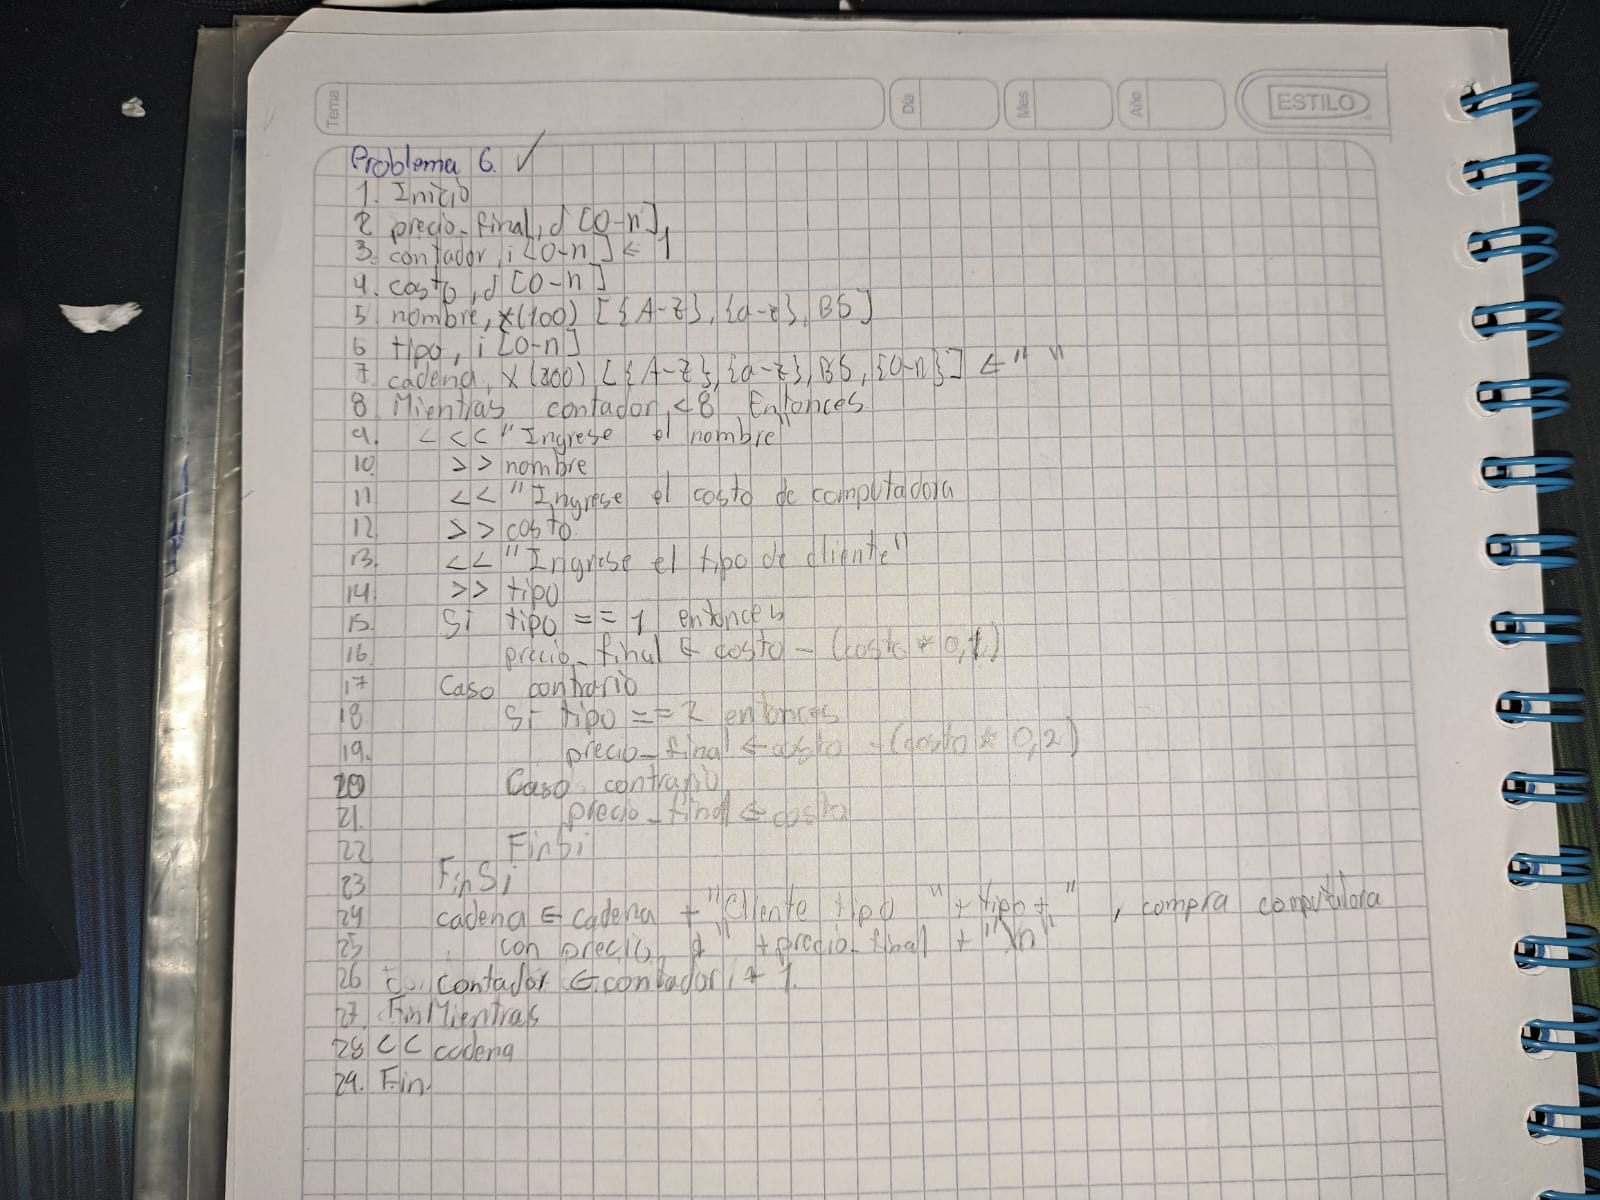 Tema
Dia
Mes
Año
ESTILO
Problema 6. ✓
1. Inicio
2 precio_final, d [0-n]
3. contador, i [0-n] ← 1
4. costo, d [0-n]
5 nombre, x(100) [{A-Z}, {a-z}, BS]
6 tipo, i [0-n]
7 cadena, x(200) [{A-Z}, {a-z}, BS, {0-n}] ← " "
8 Mientras contador < 8 Entonces
9. < << "Ingrese el nombre"
10. >> nombre
11 << "Ingrese el costo de computadora
12 >> costo
13. << "Ingrese el tipo de cliente"
14. >> tipo
15. Si tipo == 1 entonces
16. precio_final ← costo - (costo * 0,1)
17 Caso contrario
18. Si tipo == 2 entonces
19. precio_final ← costo - (costo * 0,2)
20 Caso contrario
21. precio_final ← costo
22 FinSi
23 FinSi
24 cadena ← cadena + "Cliente tipo " + tipo + " , compra computadora
25 con precio $" + precio_final + "\n"
26 contador ← contador + 1.
27. FinMientras
28 << cadena
29. Fin.